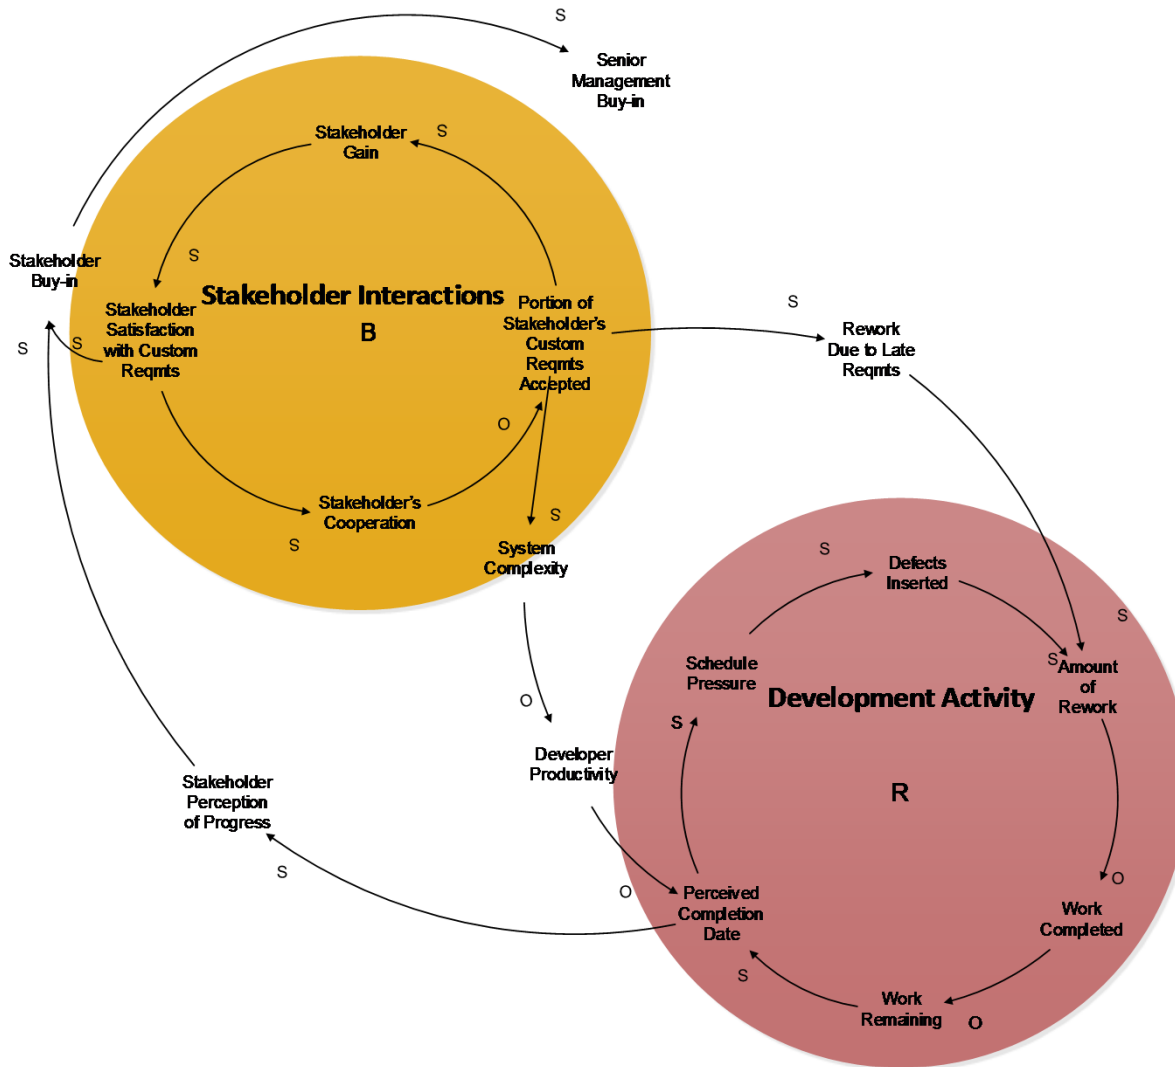 S
Senior
Management
Buy-in
Stakeholder
Gain
S
Stakeholder
Buy-in
S
Stakeholder Interactions
B
Stakeholder
Satisfaction
with Custom
Reqmts
Portion of
Stakeholder's
Custom
Reqmts
Accepted
S
Rework
Due to Late
Reqmts
S
S
O
Stakeholder's
Cooperation
S
S
System
Complexity
S
Defects
Inserted
S
Schedule
Pressure
S
Amount
of
Rework
Development Activity
S
O
Developer
Productivity
Stakeholder
Perception
of Progress
R
S
O
Perceived
Completion
Date
O
Work
Completed
S
Work
Remaining
O